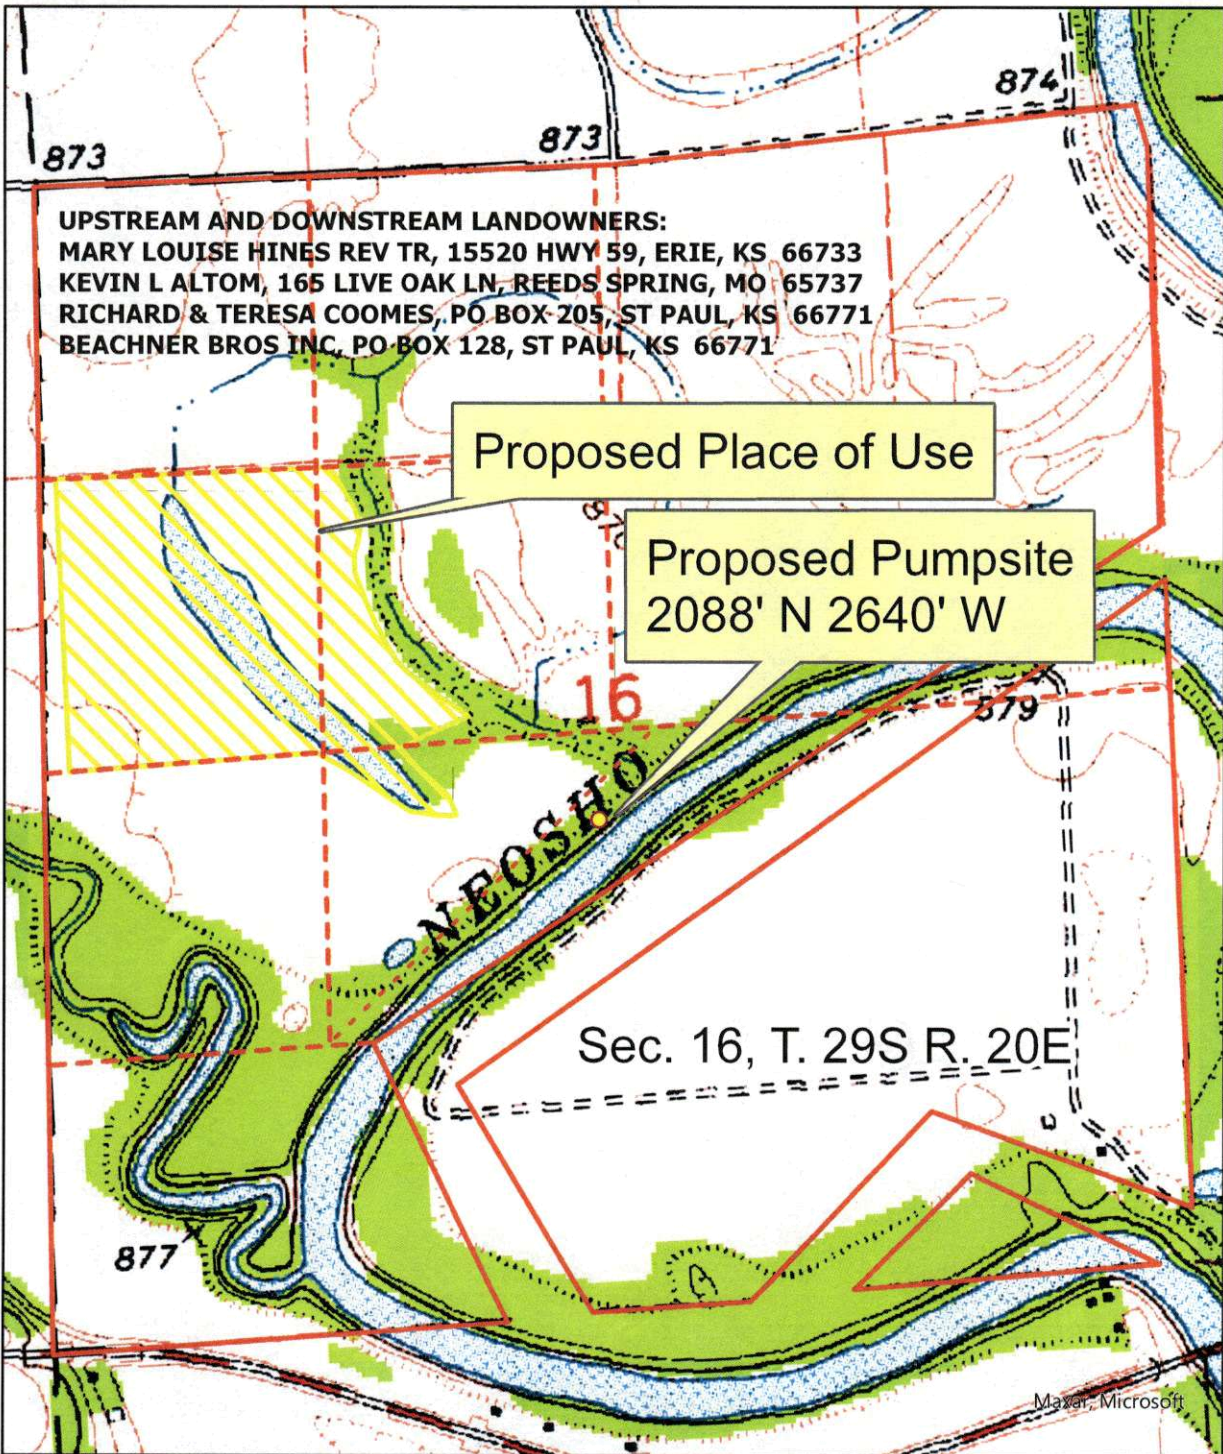 874
873
873
UPSTREAM AND DOWNSTREAM LANDOWNERS:
MARY LOUISE HINES REV TR, 15520 HWY 59, ERIE, KS 66733
KEVIN L ALTOM, 165 LIVE OAK LN, REEDS SPRING, MO 65737
RICHARD & TERESA COOMES, PO BOX 205, ST PAUL, KS 66771
BEACHNER BROS INC, PO BOX 128, ST PAUL, KS 66771
Proposed Place of Use
Proposed Pumpsite
2088' N 2640' W
16
879
NEOSHO
Sec. 16, T. 29S R. 20E
877
Maxar, Microsoft